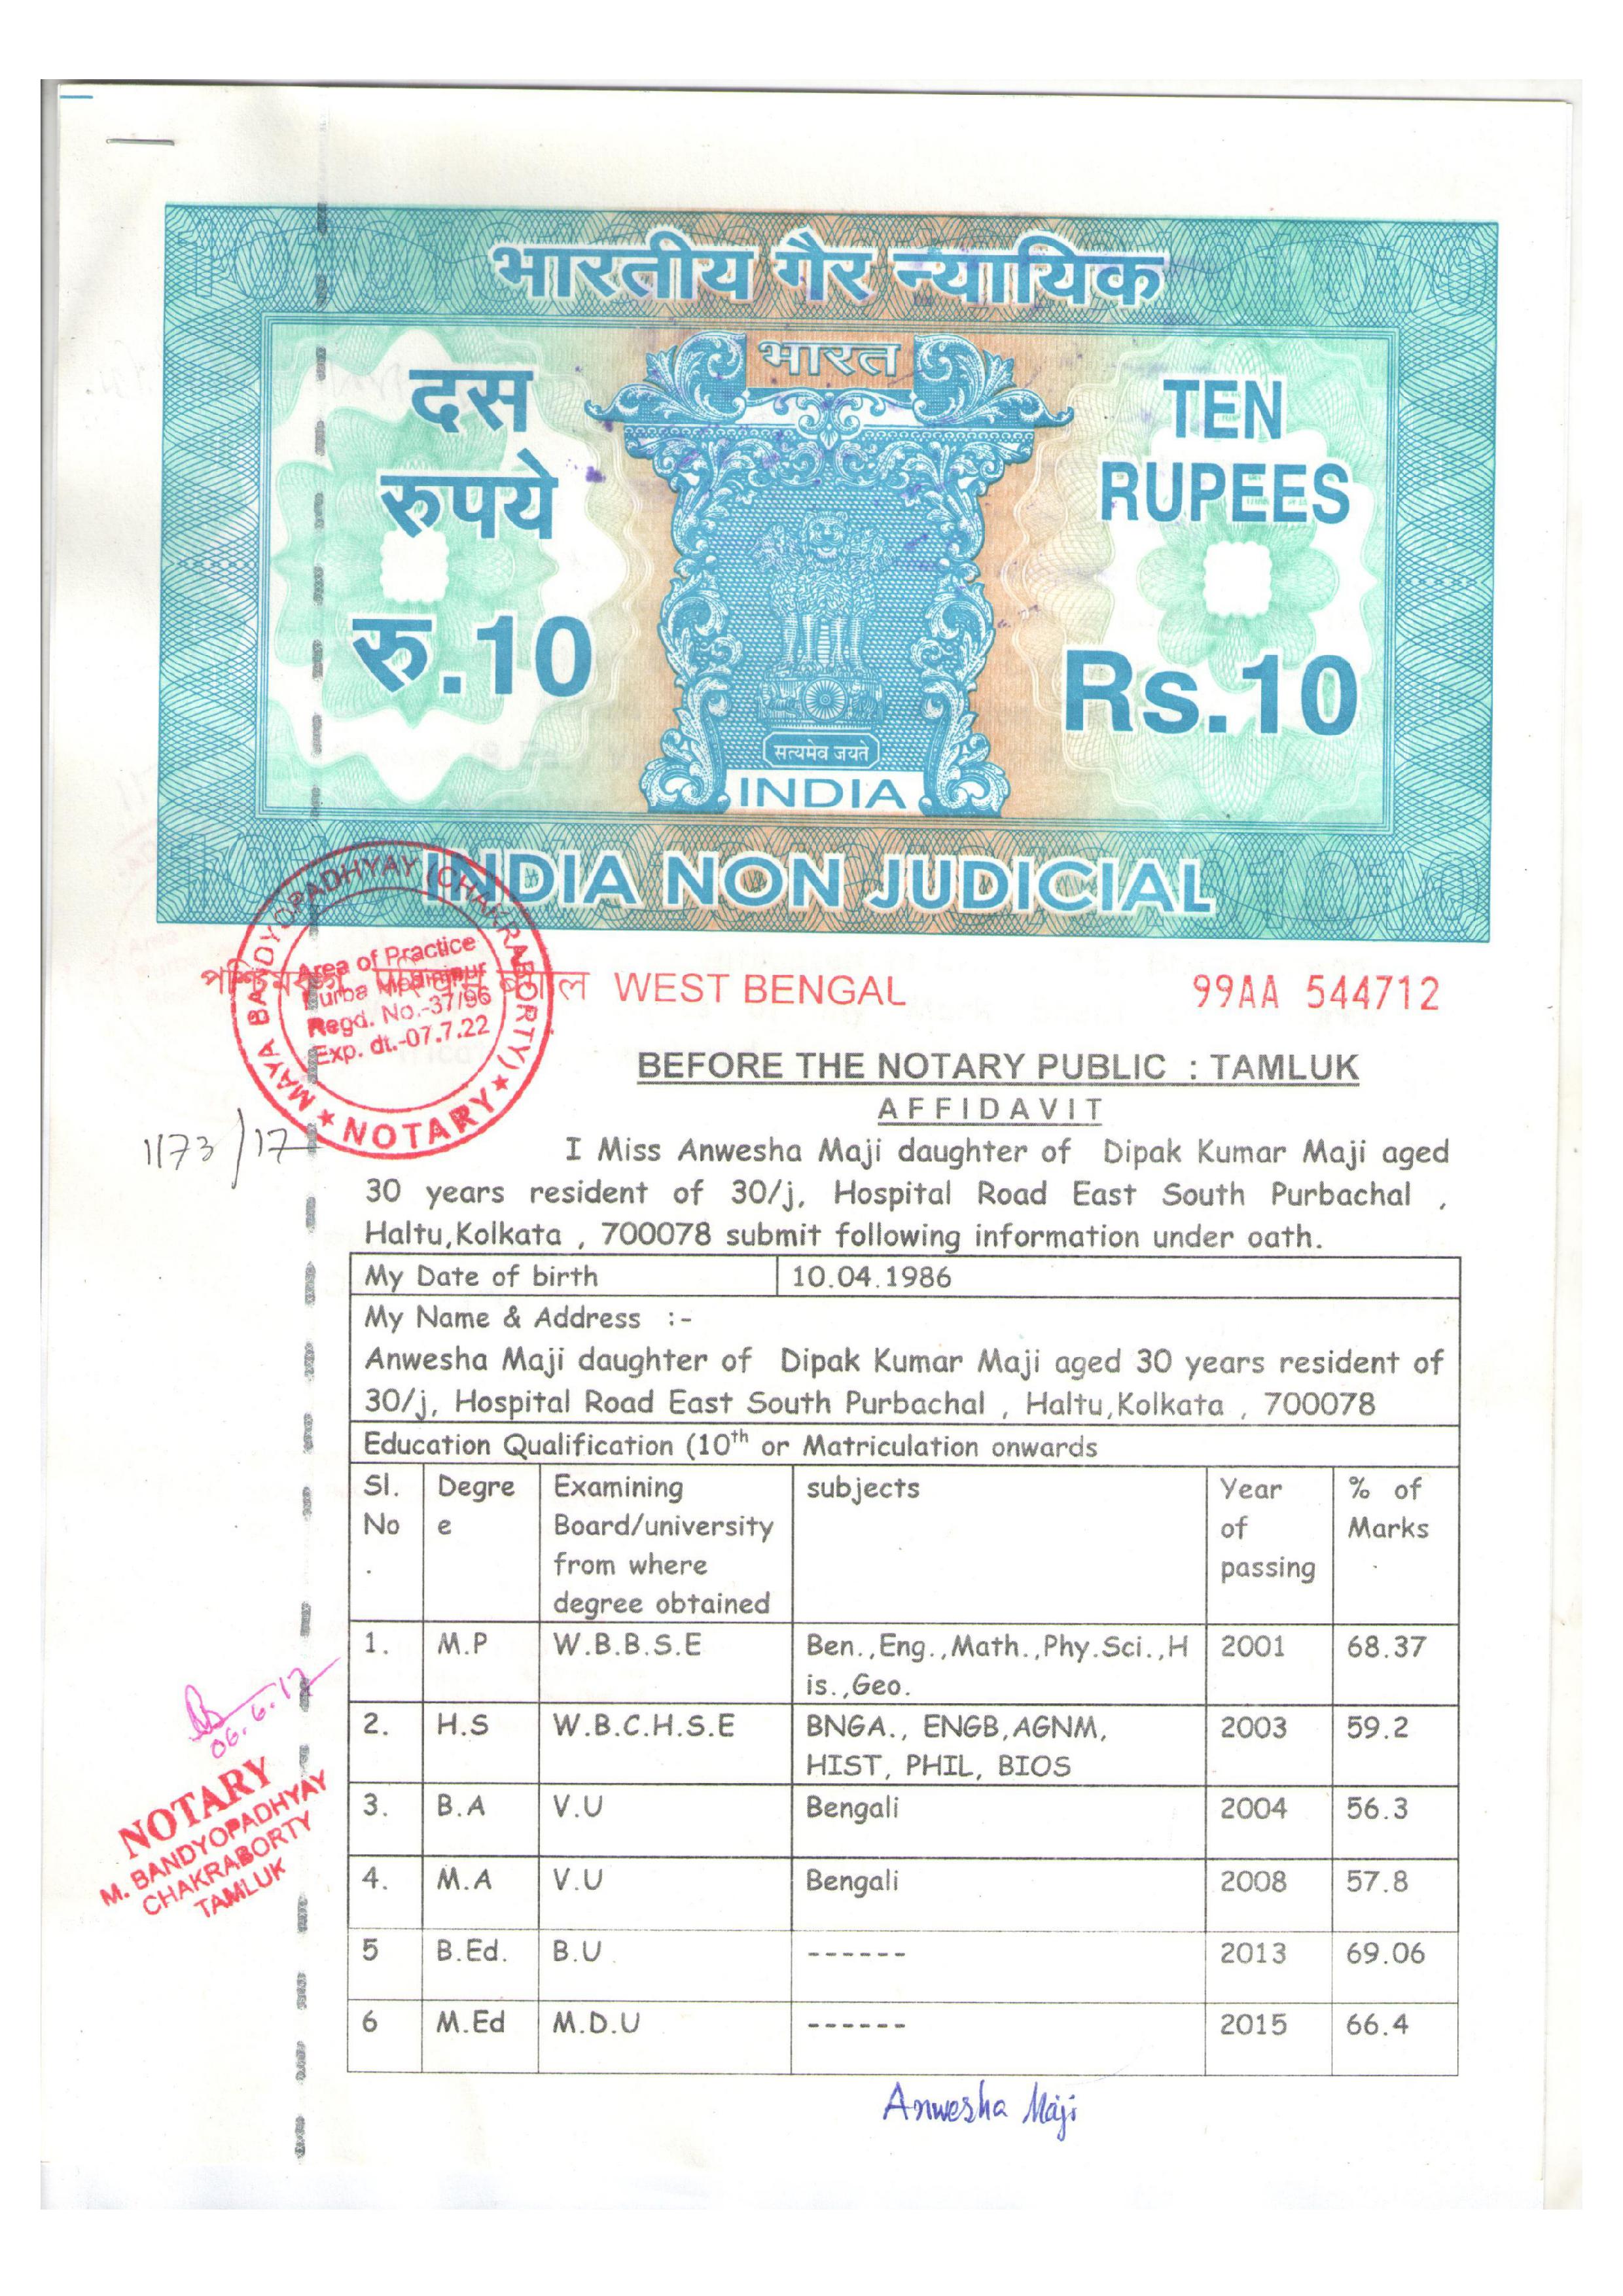 भारतीय गैर न्यायिक
भारत
दस
रुपये
रु.10
TEN
RUPEES
Rs.10
सत्यमेव जयते
INDIA
INDIA NON JUDICIAL
পশ্চিমবঙ্গ पश्चिम बंगाल WEST BENGAL 99AA 544712
MAYA BANDYOPADHYAY (CHAKRABORTY)
★ NOTARY ★
Area of Practice
Purba Medinipur
Regd. No.-37/96
Exp. dt.-07.7.22
1173/17
BEFORE THE NOTARY PUBLIC : TAMLUK
AFFIDAVIT
I Miss Anwesha Maji daughter of Dipak Kumar Maji aged
30 years resident of 30/j, Hospital Road East South Purbachal ,
Haltu,Kolkata , 700078 submit following information under oath.
My Date of birth 10.04.1986
My Name & Address :-
Anwesha Maji daughter of Dipak Kumar Maji aged 30 years resident of
30/j, Hospital Road East South Purbachal , Haltu,Kolkata , 700078
Education Qualification (10th or Matriculation onwards
Sl. Degre Examining subjects Year % of
No e Board/university of Marks
. from where passing
degree obtained
1. M.P W.B.B.S.E Ben.,Eng.,Math.,Phy.Sci.,H 2001 68.37
is.,Geo.
2. H.S W.B.C.H.S.E BNGA., ENGB,AGNM, 2003 59.2
HIST, PHIL, BIOS
3. B.A V.U Bengali 2004 56.3
4. M.A V.U Bengali 2008 57.8
5 B.Ed. B.U ------ 2013 69.06
6 M.Ed M.D.U ------ 2015 66.4
06.6.17
NOTARY
M. BANDYOPADHYAY
CHAKRABORTY
TAMLUK
Anwesha Maji